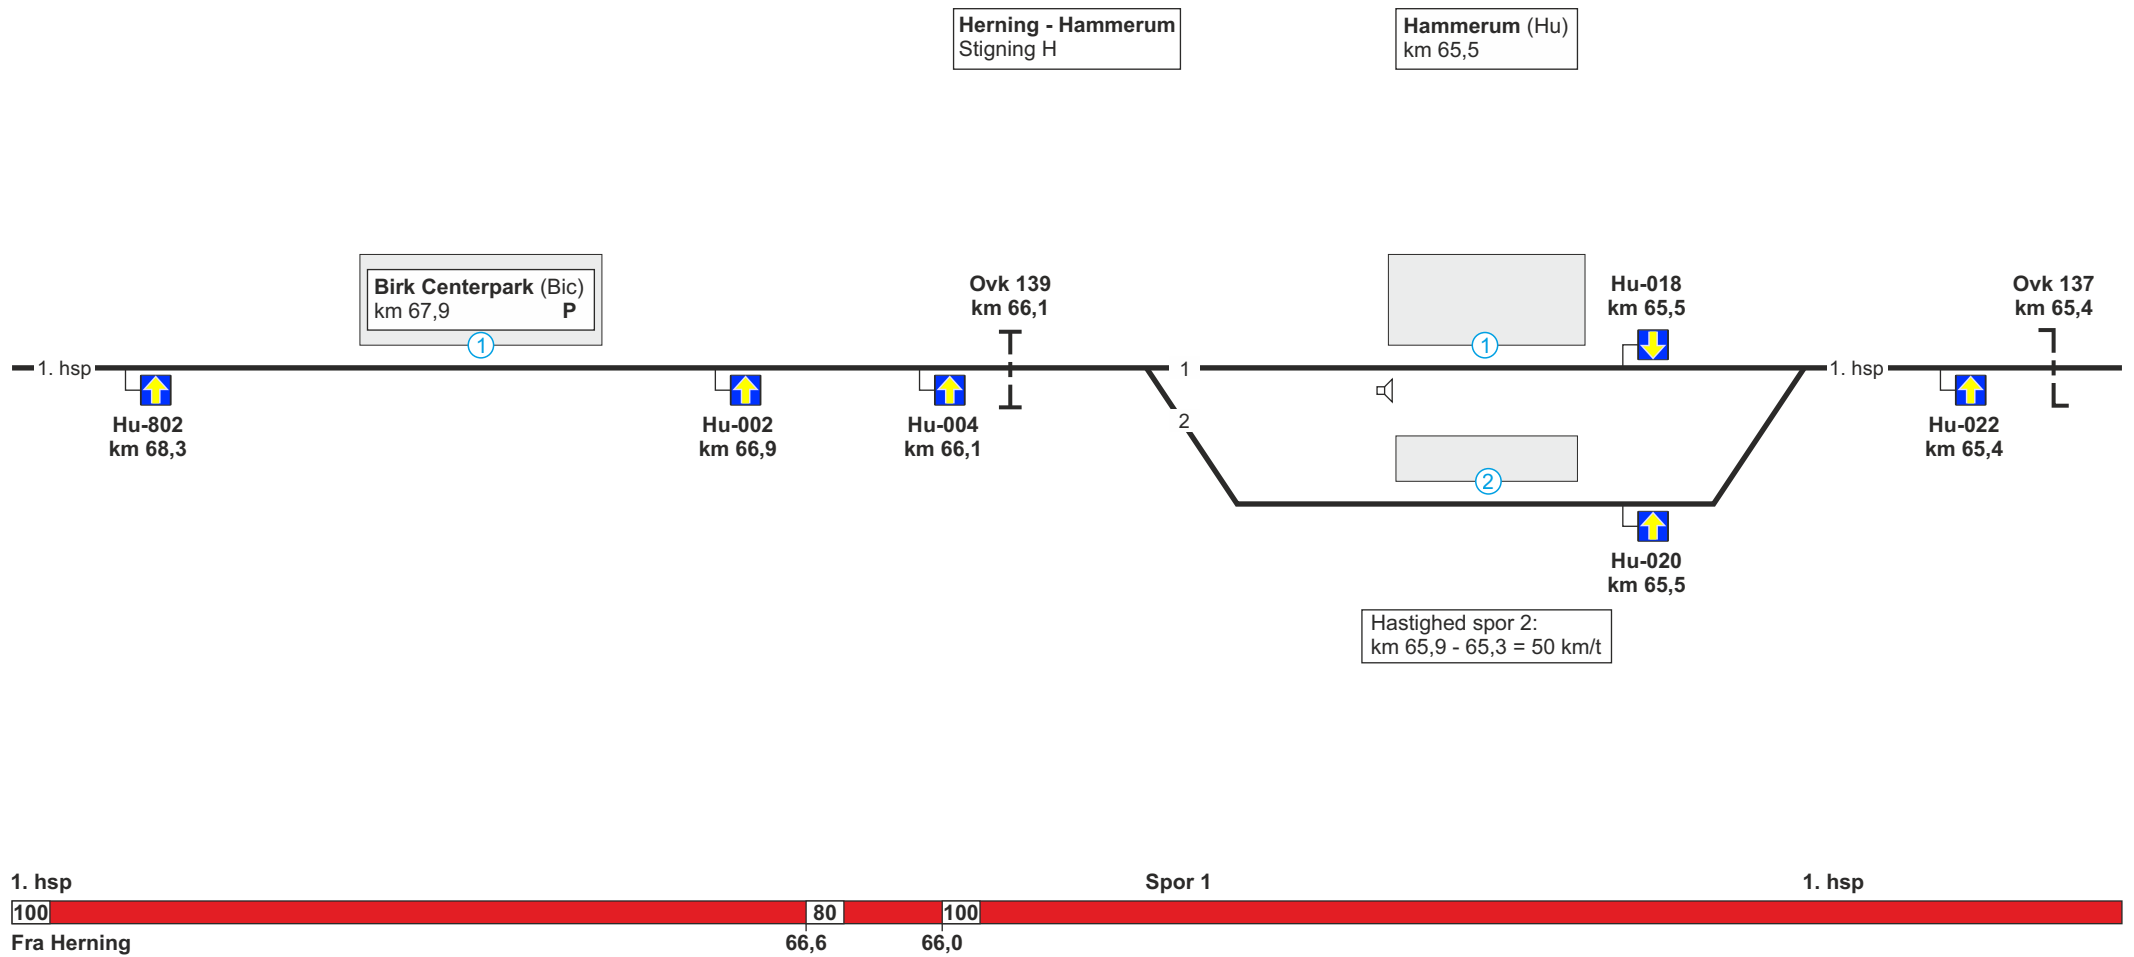 Herning - Hammerum
Stigning H
Hammerum (Hu)
km 65,5
Birk Centerpark (Bic)
km 67,9 P
1
Ovk 139
km 66,1
1
Hu-018
km 65,5
Ovk 137
km 65,4
1. hsp
1
1. hsp
Hu-802
km 68,3
Hu-002
km 66,9
Hu-004
km 66,1
2
Hu-022
km 65,4
2
Hu-020
km 65,5
Hastighed spor 2:
km 65,9 - 65,3 = 50 km/t
1. hsp
Spor 1
1. hsp
100
80
100
Fra Herning
66,6
66,0